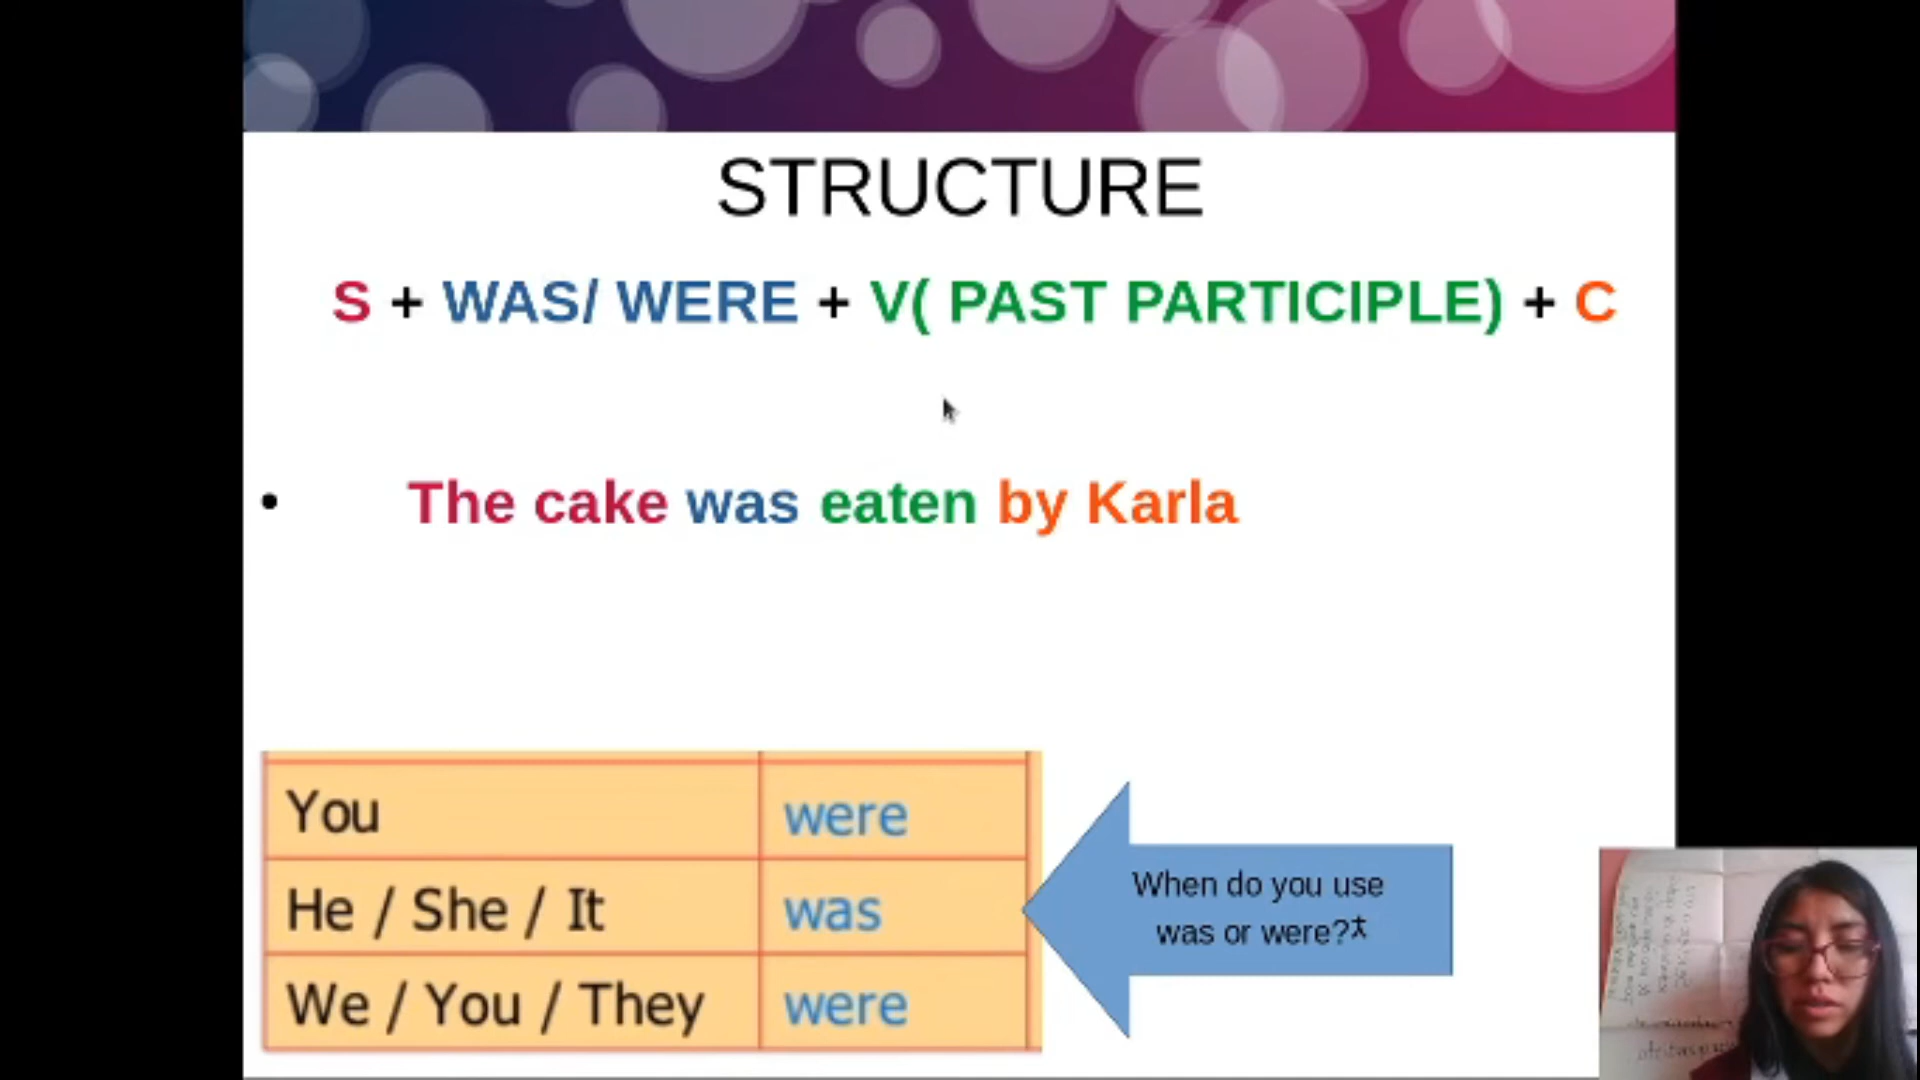 STRUCTURE
S + WAS/ WERE + V( PAST PARTICIPLE) + C
• The cake was eaten by Karla
You were
He / She / It was
We / You / They were
When do you use
was or were?